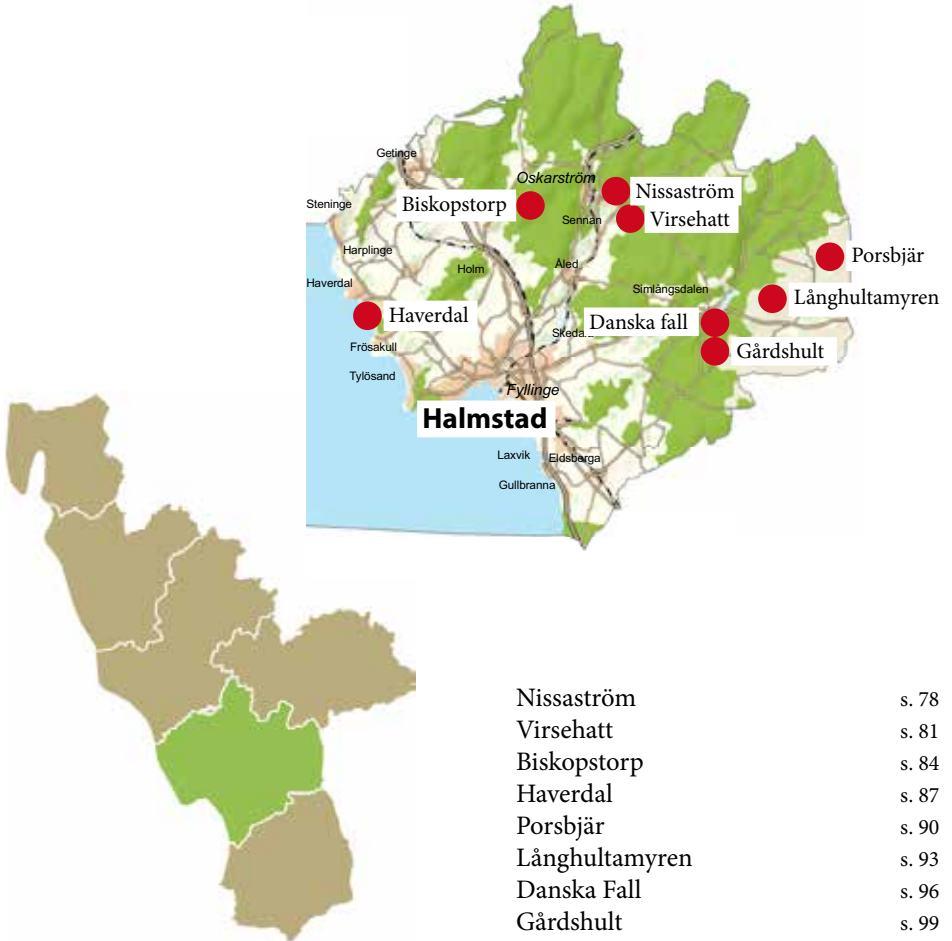 Getinge
Oskarström
Nissaström
Biskopstorp
Steninge
Sennan
Virsehatt
Harplinge
Porsbjär
Holm
Åled
Haverdal
Simlångsdalen
Långhultamyren
Haverdal
Danska fall
Skedala
Frösakull
Gårdshult
Tylösand
Fyllinge
Halmstad
Laxvik
Eldsberga
Gullbranna
Nissaström s. 78
Virsehatt s. 81
Biskopstorp s. 84
Haverdal s. 87
Porsbjär s. 90
Långhultamyren s. 93
Danska Fall s. 96
Gårdshult s. 99